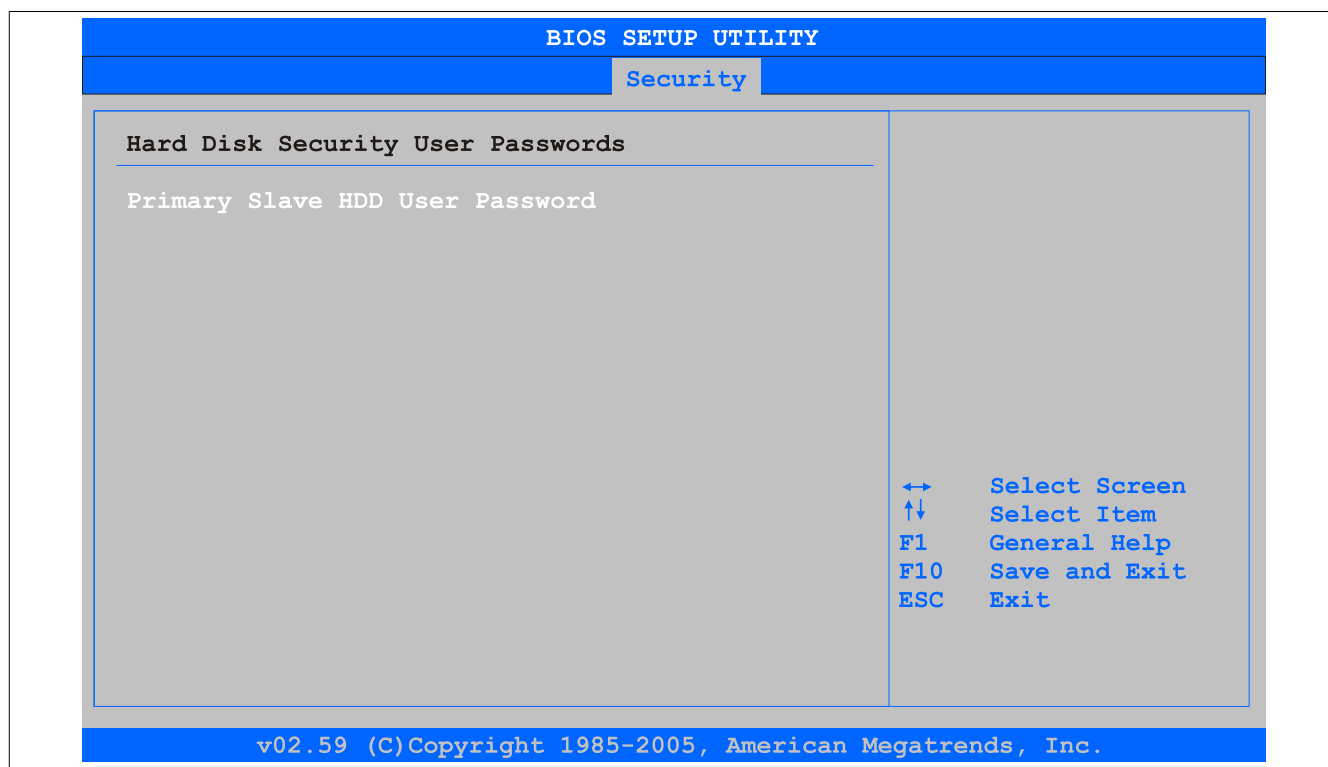 BIOS SETUP UTILITY
Security
Hard Disk Security User Passwords
Primary Slave HDD User Password
↔ Select Screen
↑↓ Select Item
F1 General Help
F10 Save and Exit
ESC Exit
v02.59 (C)Copyright 1985-2005, American Megatrends, Inc.